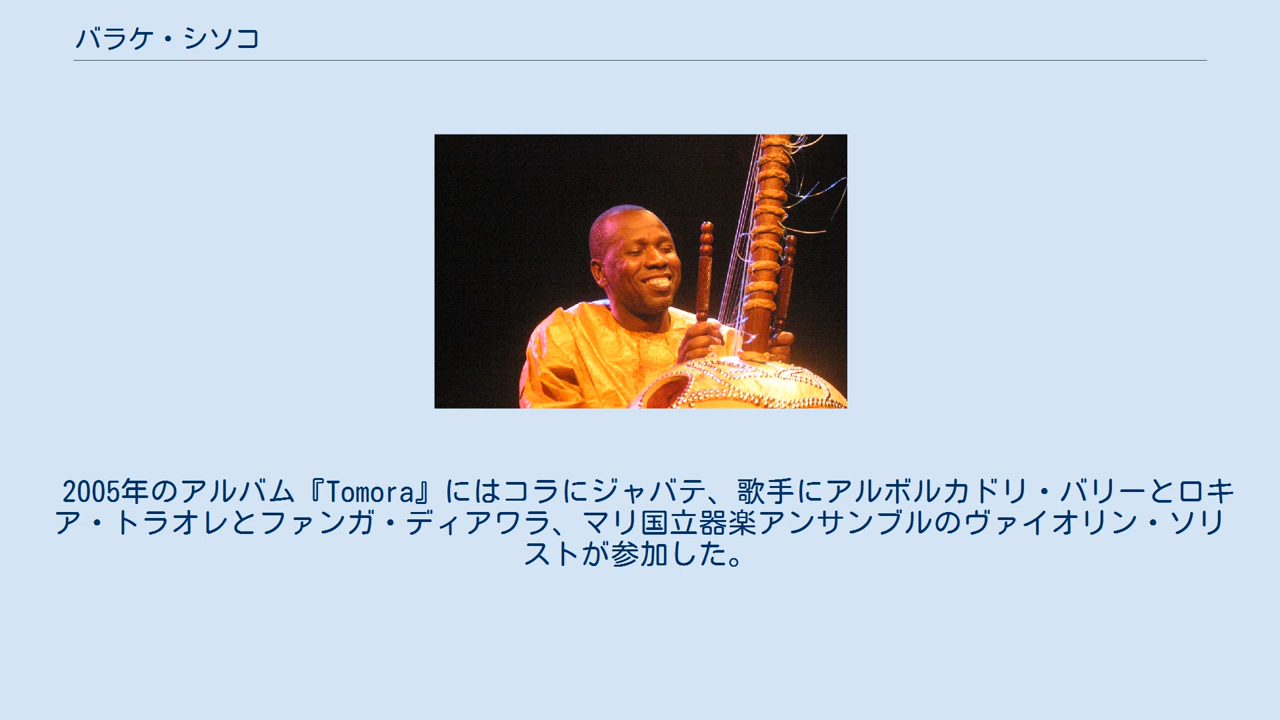 バラケ・シソコ
2005年のアルバム『Tomora』にはコラにジャバテ、歌手にアルボルカドリ・バリーとロキ
ア・トラオレとファンガ・ディアワラ、マリ国立器楽アンサンブルのヴァイオリン・ソリ
ストが参加した。